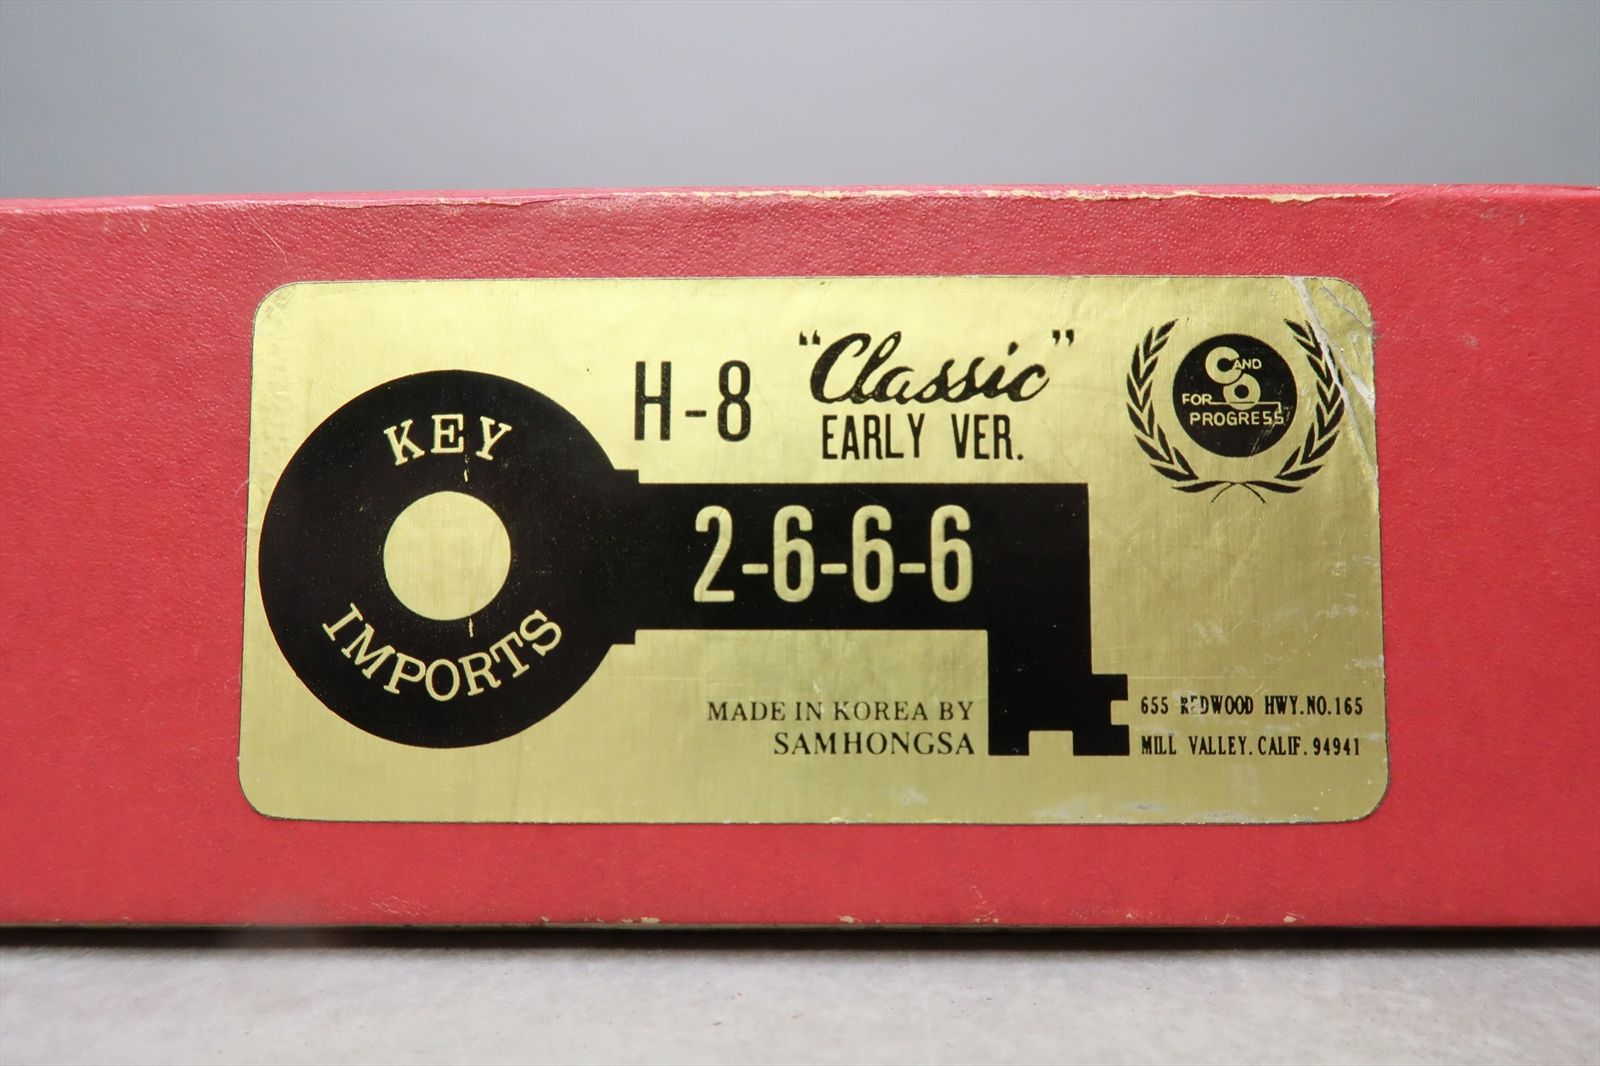 H-8 "Classic"
EARLY VER.
C AND O
FOR
PROGRESS
KEY
IMPORTS
2-6-6-6
MADE IN KOREA BY
SAMHONGSA
655 REDWOOD HWY.NO.165
MILL VALLEY.CALIF.94941